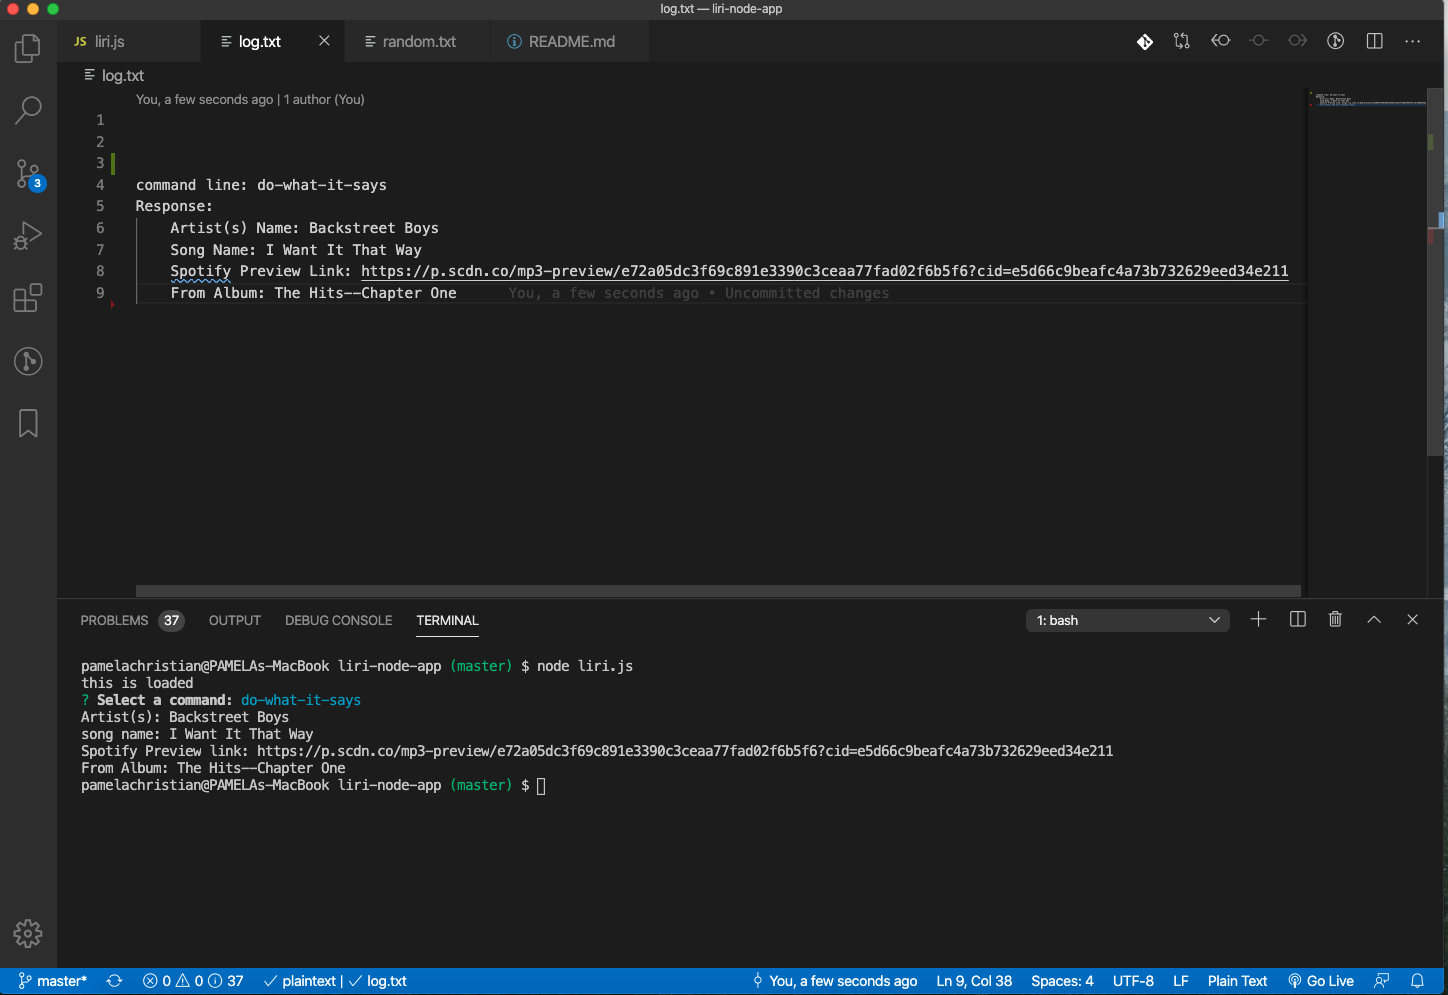 log.txt — liri-node-app
JS liri.js
log.txt
random.txt
README.md
log.txt
You, a few seconds ago | 1 author (You)
1
2
3
4 command line: do-what-it-says
5 Response:
6 Artist(s) Name: Backstreet Boys
7 Song Name: I Want It That Way
8 Spotify Preview Link: https://p.scdn.co/mp3-preview/e72a05dc3f69c891e3390c3ceaa77fad02f6b5f6?cid=e5d66c9beafc4a73b732629eed34e211
9 From Album: The Hits--Chapter One You, a few seconds ago • Uncommitted changes
3
PROBLEMS 37 OUTPUT DEBUG CONSOLE TERMINAL 1: bash
pamelachristian@PAMELAs-MacBook liri-node-app (master) $ node liri.js
this is loaded
? Select a command: do-what-it-says
Artist(s): Backstreet Boys
song name: I Want It That Way
Spotify Preview link: https://p.scdn.co/mp3-preview/e72a05dc3f69c891e3390c3ceaa77fad02f6b5f6?cid=e5d66c9beafc4a73b732629eed34e211
From Album: The Hits--Chapter One
pamelachristian@PAMELAs-MacBook liri-node-app (master) $
master* 0 0 37 plaintext | log.txt You, a few seconds ago Ln 9, Col 38 Spaces: 4 UTF-8 LF Plain Text Go Live